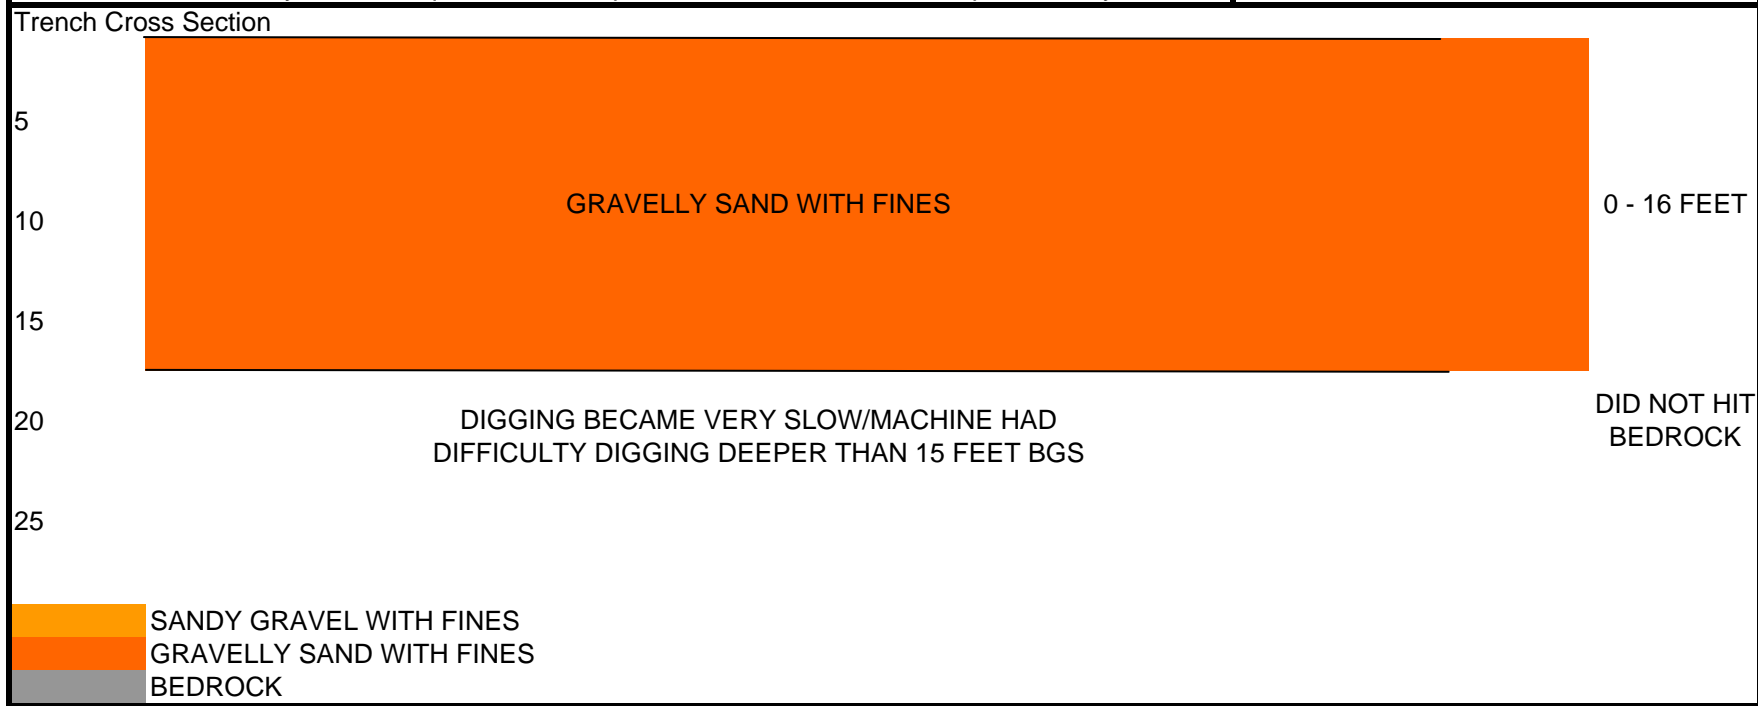 Trench Cross Section
5
GRAVELLY SAND WITH FINES
0 - 16 FEET
10
15
DID NOT HIT
BEDROCK
20
DIGGING BECAME VERY SLOW/MACHINE HAD
DIFFICULTY DIGGING DEEPER THAN 15 FEET BGS
25
SANDY GRAVEL WITH FINES
GRAVELLY SAND WITH FINES
BEDROCK